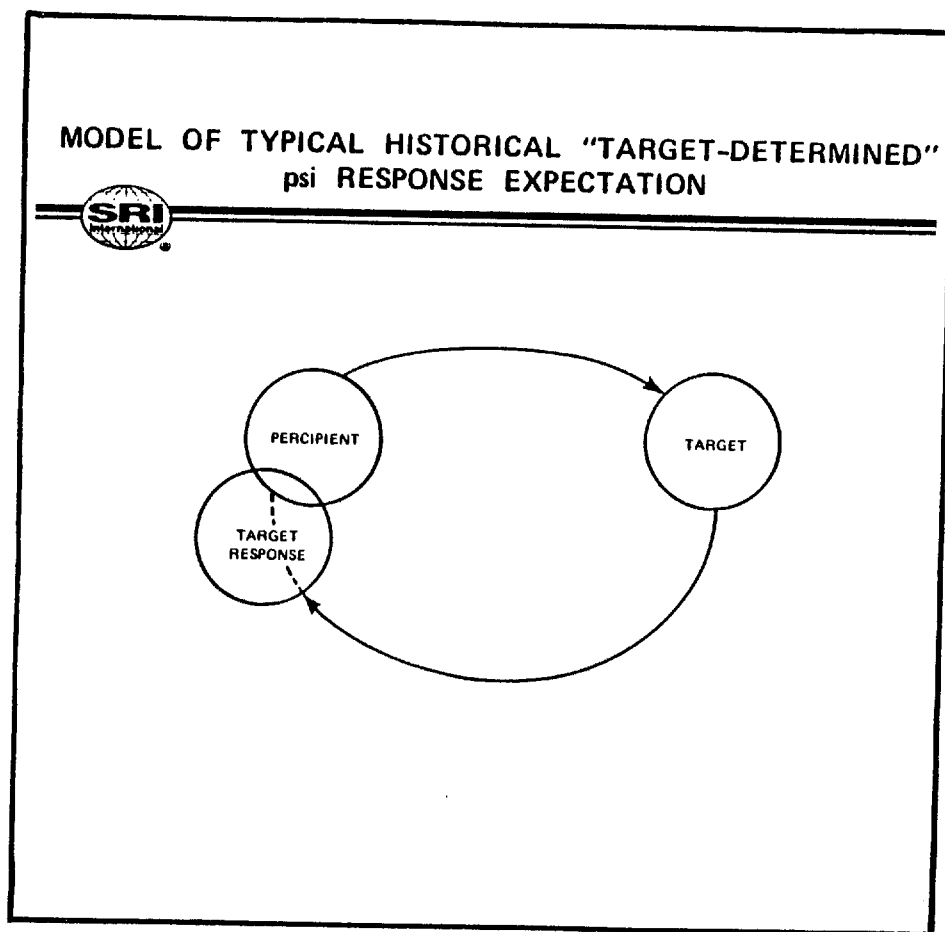 MODEL OF TYPICAL HISTORICAL "TARGET-DETERMINED"
psi RESPONSE EXPECTATION
SRI
International
®
PERCIPIENT
TARGET
TARGET
RESPONSE